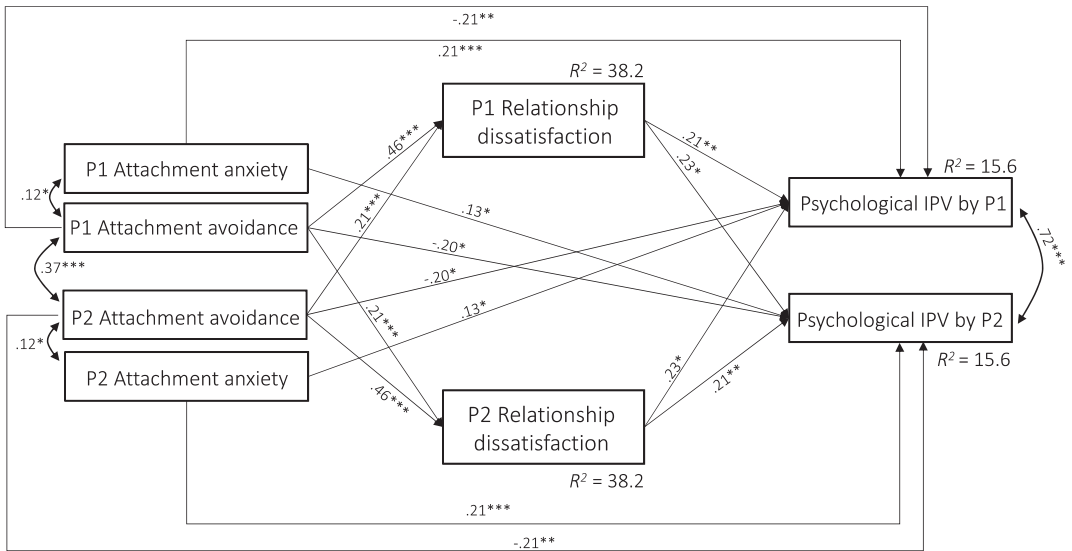 -.21**
.21***
R² = 38.2
P1 Relationship
dissatisfaction
.46***
.21**
.23*
P1 Attachment anxiety
R² = 15.6
.12*
Psychological IPV by P1
P1 Attachment avoidance
.13*
.21***
.72***
-.20*
.37***
-.20*
P2 Attachment avoidance
Psychological IPV by P2
.12*
.21***
.13*
R² = 15.6
P2 Attachment anxiety
.46***
.23*
.21**
P2 Relationship
dissatisfaction
R² = 38.2
.21***
-.21**